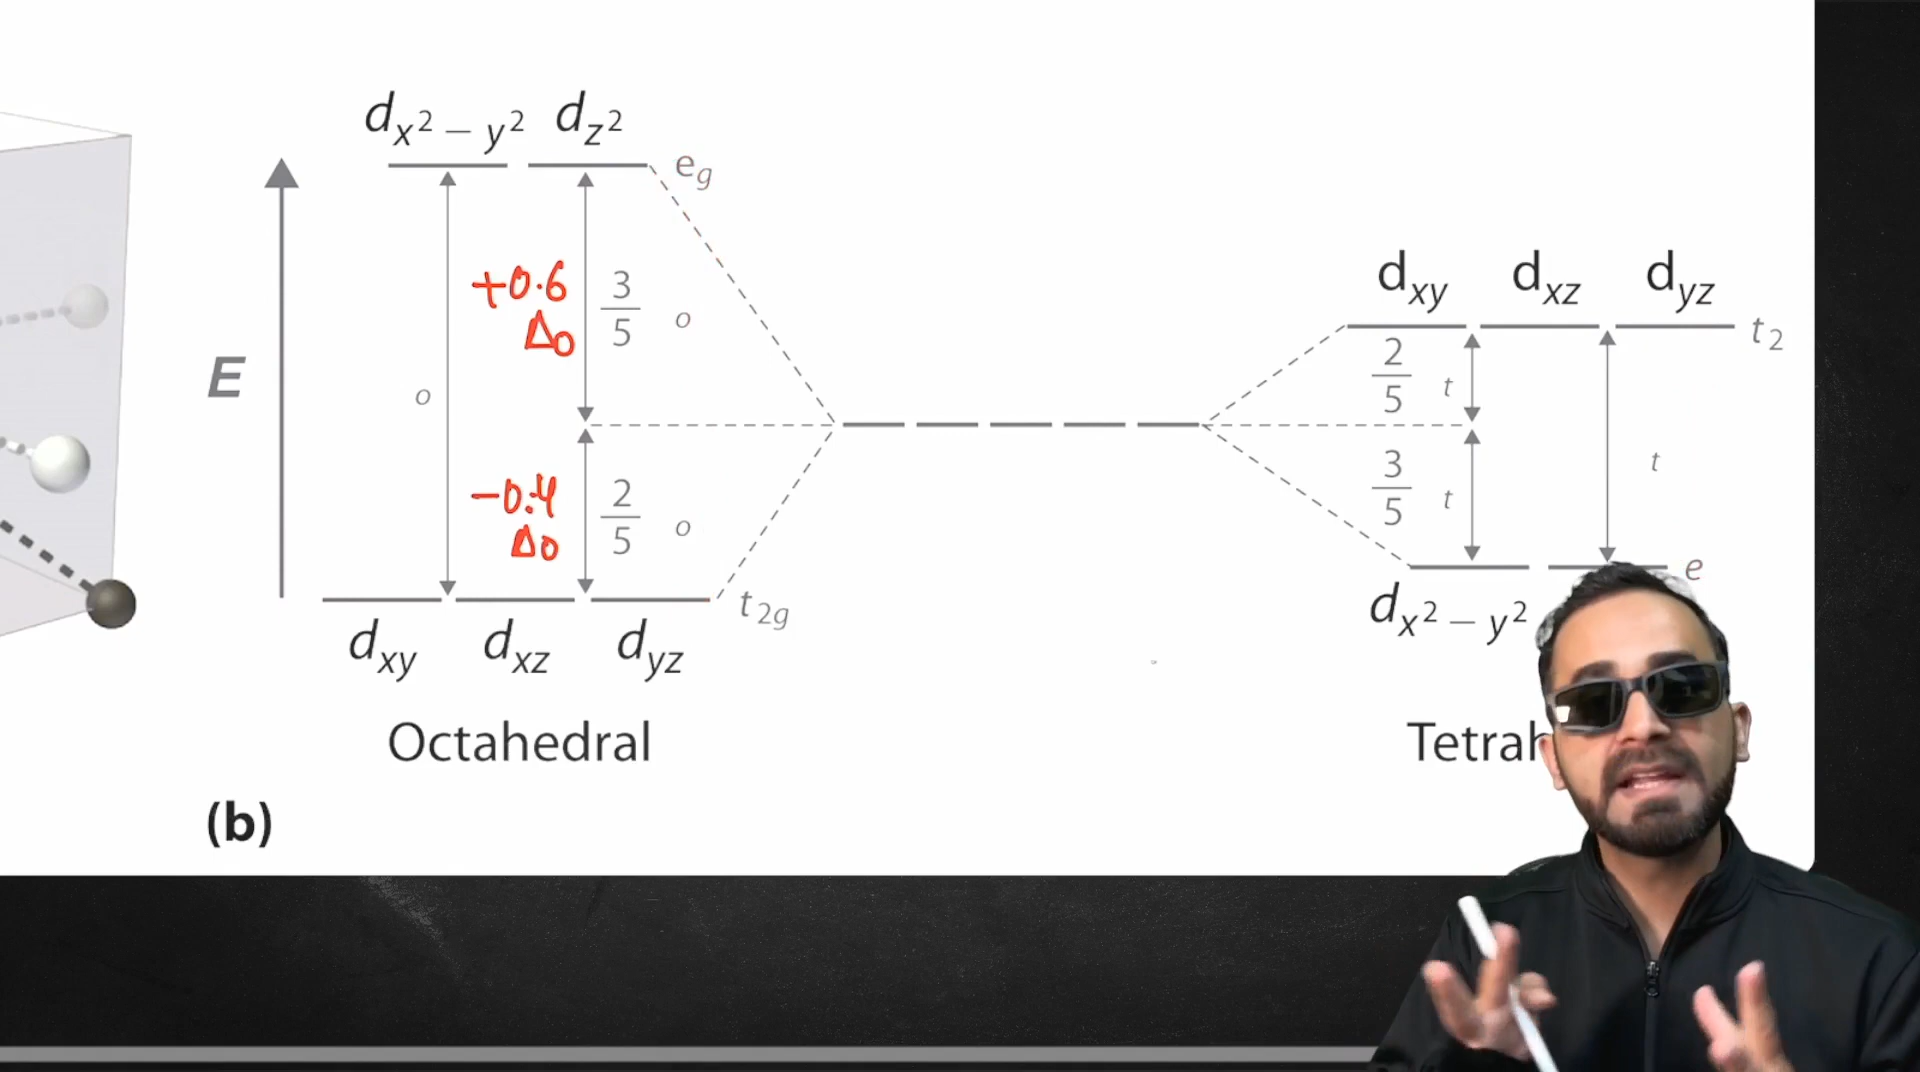 dx² – y² dz²
eg
+0.6
Δo
3/5 o
E
o
-0.4
Δo
2/5 o
t2g
dxy dxz dyz
Octahedral
(b)
dxy dxz dyz
t2
2/5 t
3/5 t
t
e
dx² – y²